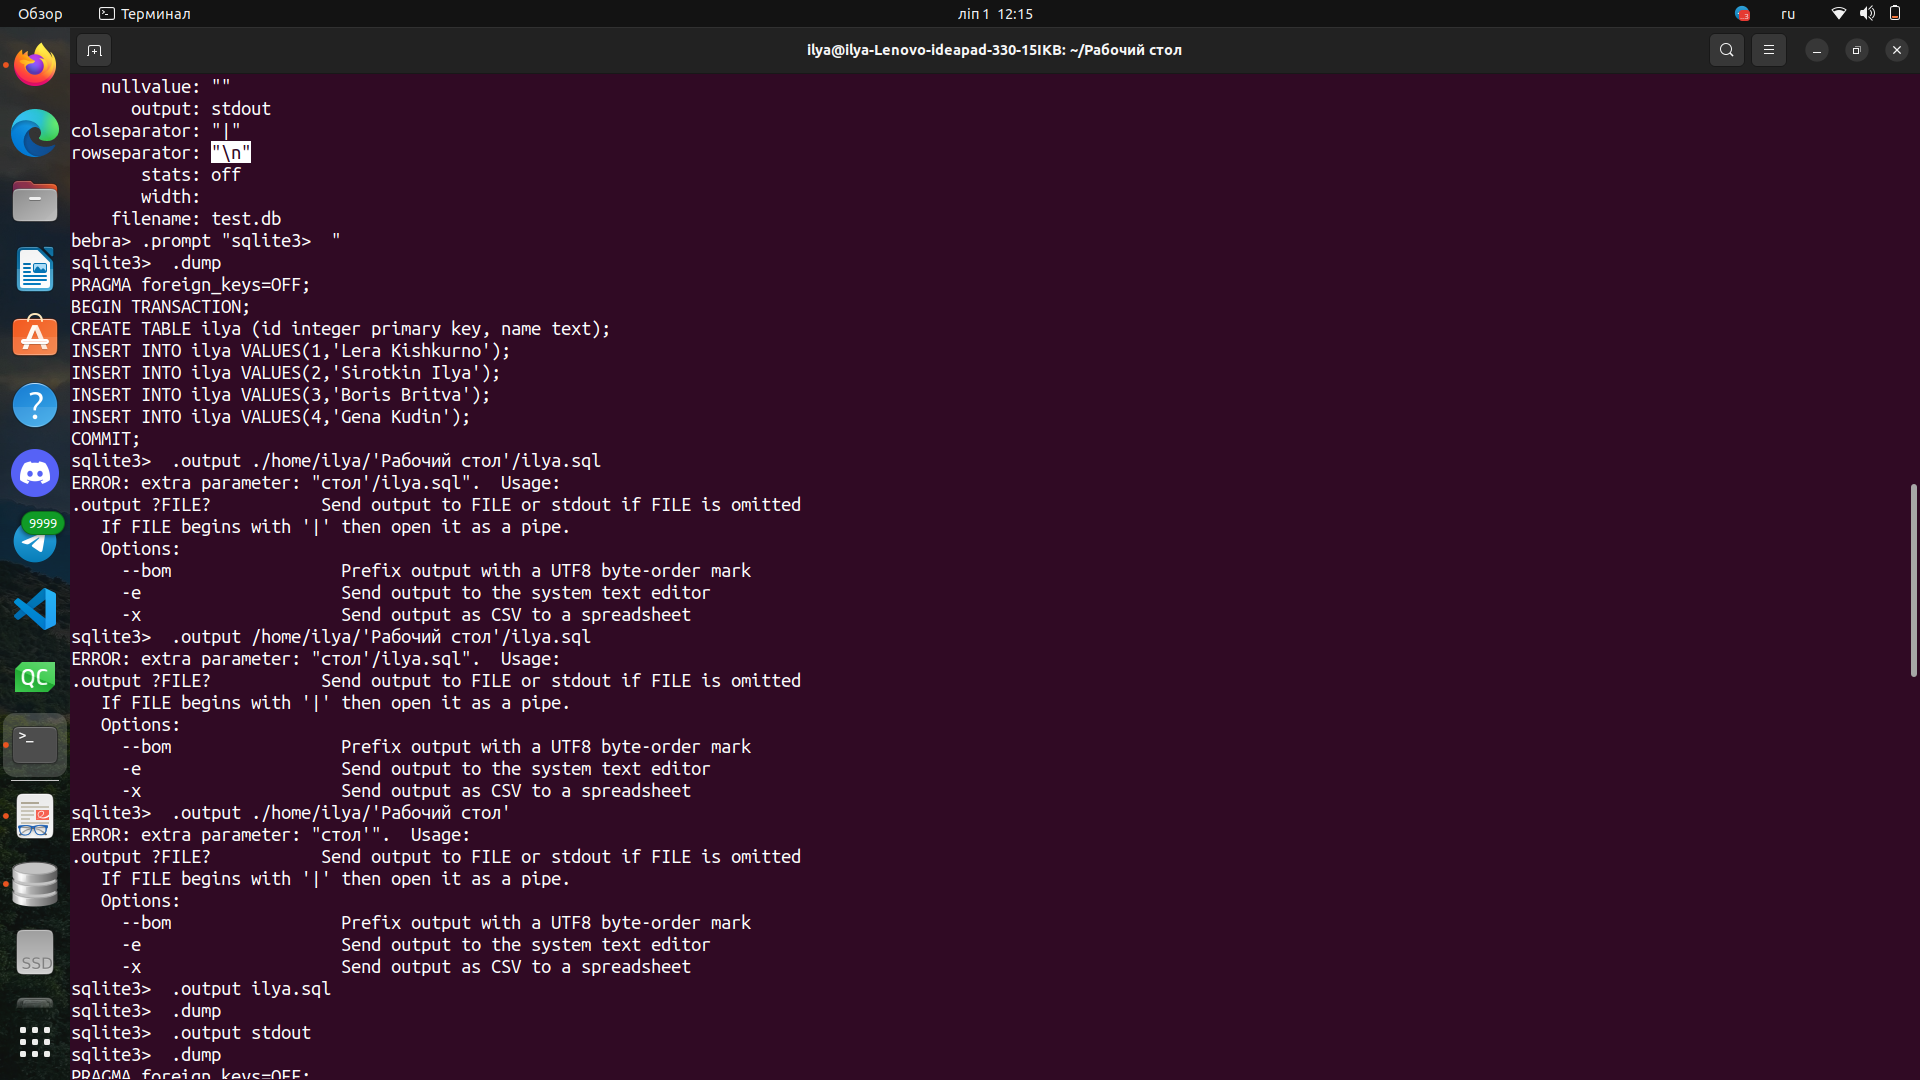 Обзор
Терминал
ліп 1 12:15
ru
ilya@ilya-Lenovo-ideapad-330-15IKB: ~/Рабочий стол
nullvalue: ""
output: stdout
colseparator: "|"
rowseparator: "\n"
stats: off
width:
filename: test.db
bebra> .prompt "sqlite3>  "
sqlite3>  .dump
PRAGMA foreign_keys=OFF;
BEGIN TRANSACTION;
CREATE TABLE ilya (id integer primary key, name text);
INSERT INTO ilya VALUES(1,'Lera Kishkurno');
INSERT INTO ilya VALUES(2,'Sirotkin Ilya');
INSERT INTO ilya VALUES(3,'Boris Britva');
INSERT INTO ilya VALUES(4,'Gena Kudin');
COMMIT;
sqlite3>  .output ./home/ilya/'Рабочий стол'/ilya.sql
ERROR: extra parameter: "стол'/ilya.sql".  Usage:
.output ?FILE?           Send output to FILE or stdout if FILE is omitted
   If FILE begins with '|' then open it as a pipe.
   Options:
     --bom                 Prefix output with a UTF8 byte-order mark
     -e                    Send output to the system text editor
     -x                    Send output as CSV to a spreadsheet
sqlite3>  .output /home/ilya/'Рабочий стол'/ilya.sql
ERROR: extra parameter: "стол'/ilya.sql".  Usage:
.output ?FILE?           Send output to FILE or stdout if FILE is omitted
   If FILE begins with '|' then open it as a pipe.
   Options:
     --bom                 Prefix output with a UTF8 byte-order mark
     -e                    Send output to the system text editor
     -x                    Send output as CSV to a spreadsheet
sqlite3>  .output ./home/ilya/'Рабочий стол'
ERROR: extra parameter: "стол'".  Usage:
.output ?FILE?           Send output to FILE or stdout if FILE is omitted
   If FILE begins with '|' then open it as a pipe.
   Options:
     --bom                 Prefix output with a UTF8 byte-order mark
     -e                    Send output to the system text editor
     -x                    Send output as CSV to a spreadsheet
sqlite3>  .output ilya.sql
sqlite3>  .dump
sqlite3>  .output stdout
sqlite3>  .dump
PRAGMA foreign_keys=OFF;
9999
QC
>_
SSD